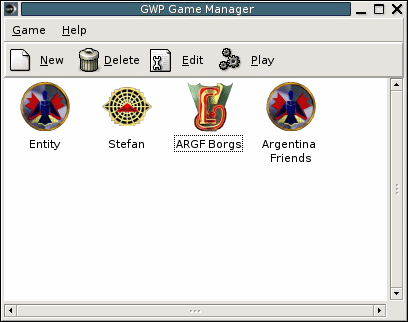 GWP Game Manager
Game Help
New Delete Edit Play
Entity Stefan ARGF Borgs Argentina
Friends